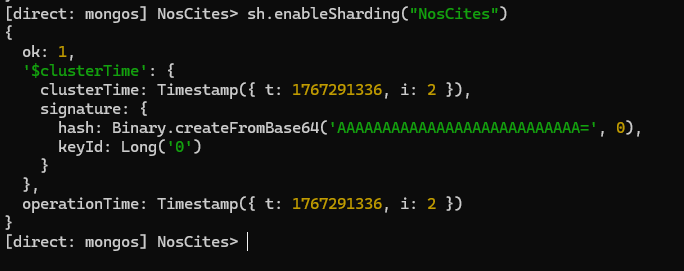 [direct: mongos] NosCites> sh.enableSharding("NosCites")
{
  ok: 1,
  '$clusterTime': {
    clusterTime: Timestamp({ t: 1767291336, i: 2 }),
    signature: {
      hash: Binary.createFromBase64('AAAAAAAAAAAAAAAAAAAAAAAAAAA=', 0),
      keyId: Long('0')
    }
  },
  operationTime: Timestamp({ t: 1767291336, i: 2 })
}
[direct: mongos] NosCites>